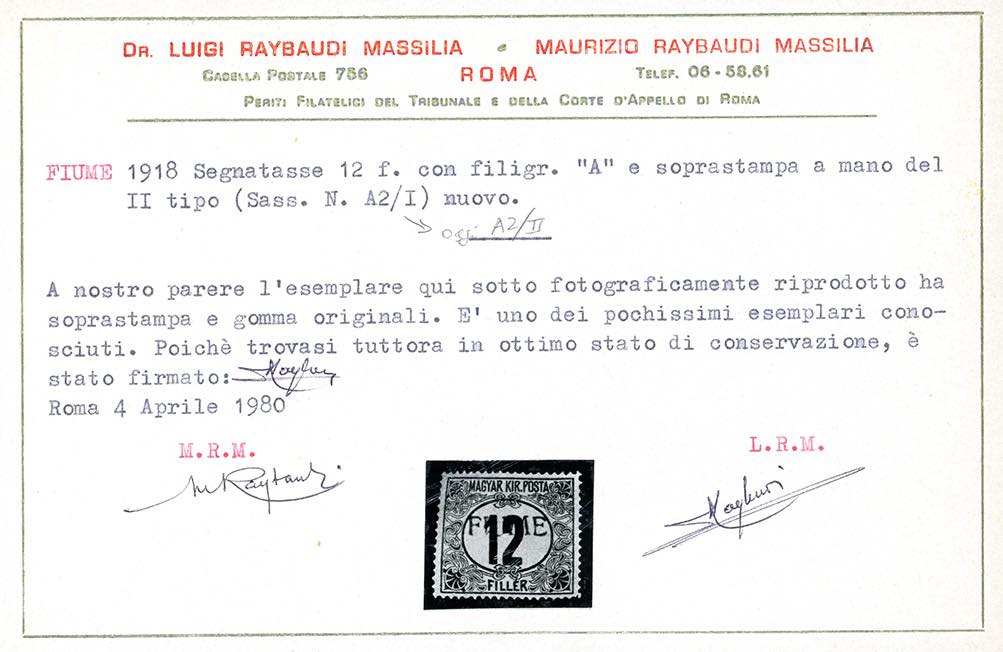 DR. LUIGI RAYBAUDI MASSILIA - MAURIZIO RAYBAUDI MASSILIA
CASELLA POSTALE 756 ROMA TELEF. 06 - 58.61
PERITI FILATELICI DEL TRIBUNALE E DELLA CORTE D'APPELLO DI ROMA
FIUME 1918 Segnatasse 12 f. con filigr. "A" e soprastampa a mano del
II tipo (Sass. N. A2/I) nuovo.
oggi A2/II
A nostro parere l'esemplare qui sotto fotograficamente riprodotto ha
soprastampa e gomma originali. E' uno dei pochissimi esemplari cono-
sciuti. Poichè trovasi tuttora in ottimo stato di conservazione, è
stato firmato:
Roma 4 Aprile 1980
M.R.M. L.R.M.
M Raybaudi
MAGYAR KIR. POSTA
FIUME
12
FILLÉR